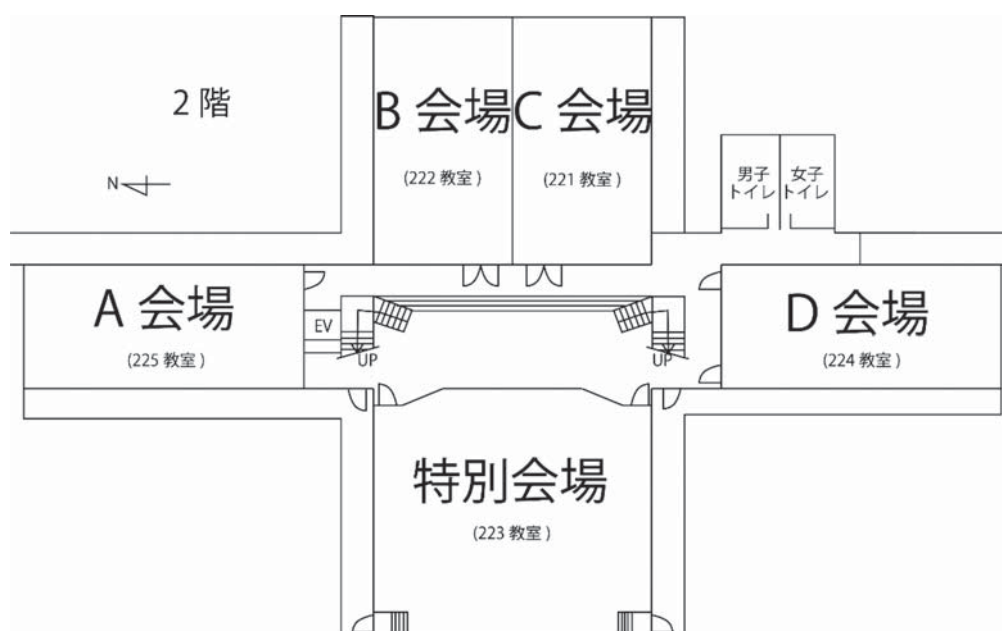 2 階
N
B 会場
(222 教室 )
C 会場
(221 教室 )
男子
トイレ
女子
トイレ
A 会場
(225 教室 )
EV
UP
UP
D 会場
(224 教室 )
特別会場
(223 教室 )